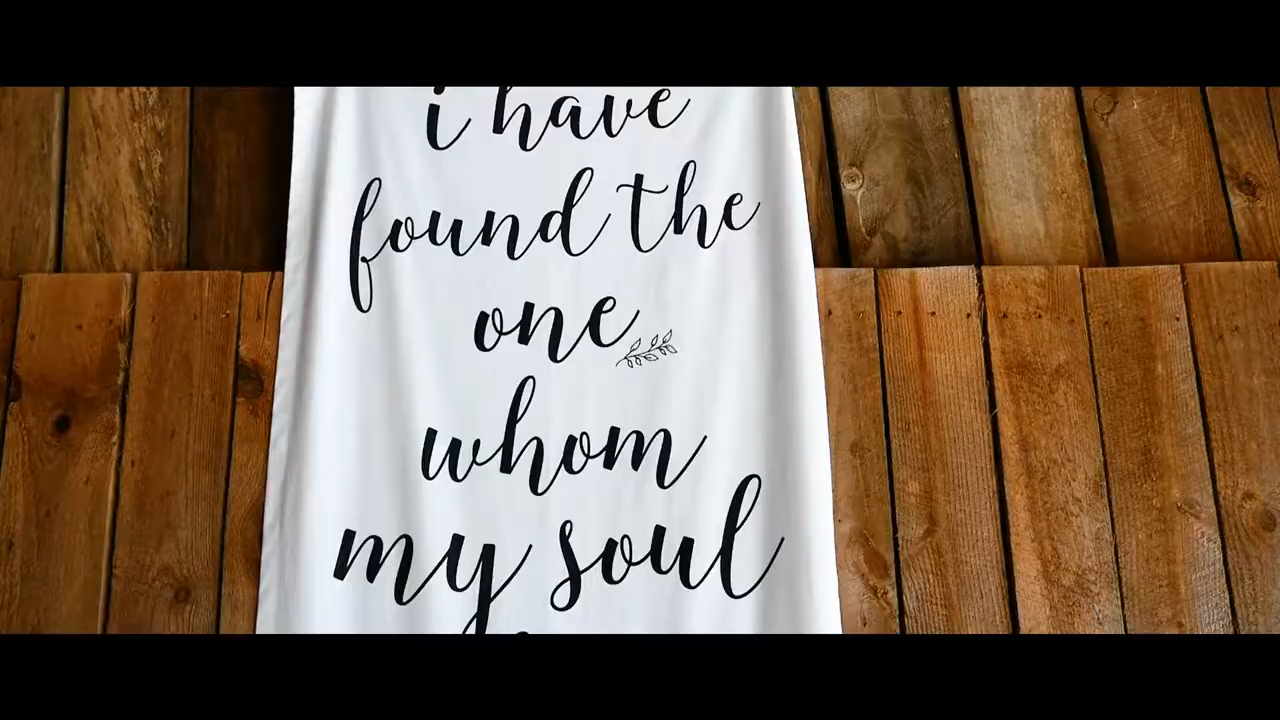 i have
found the
one
whom
my soul